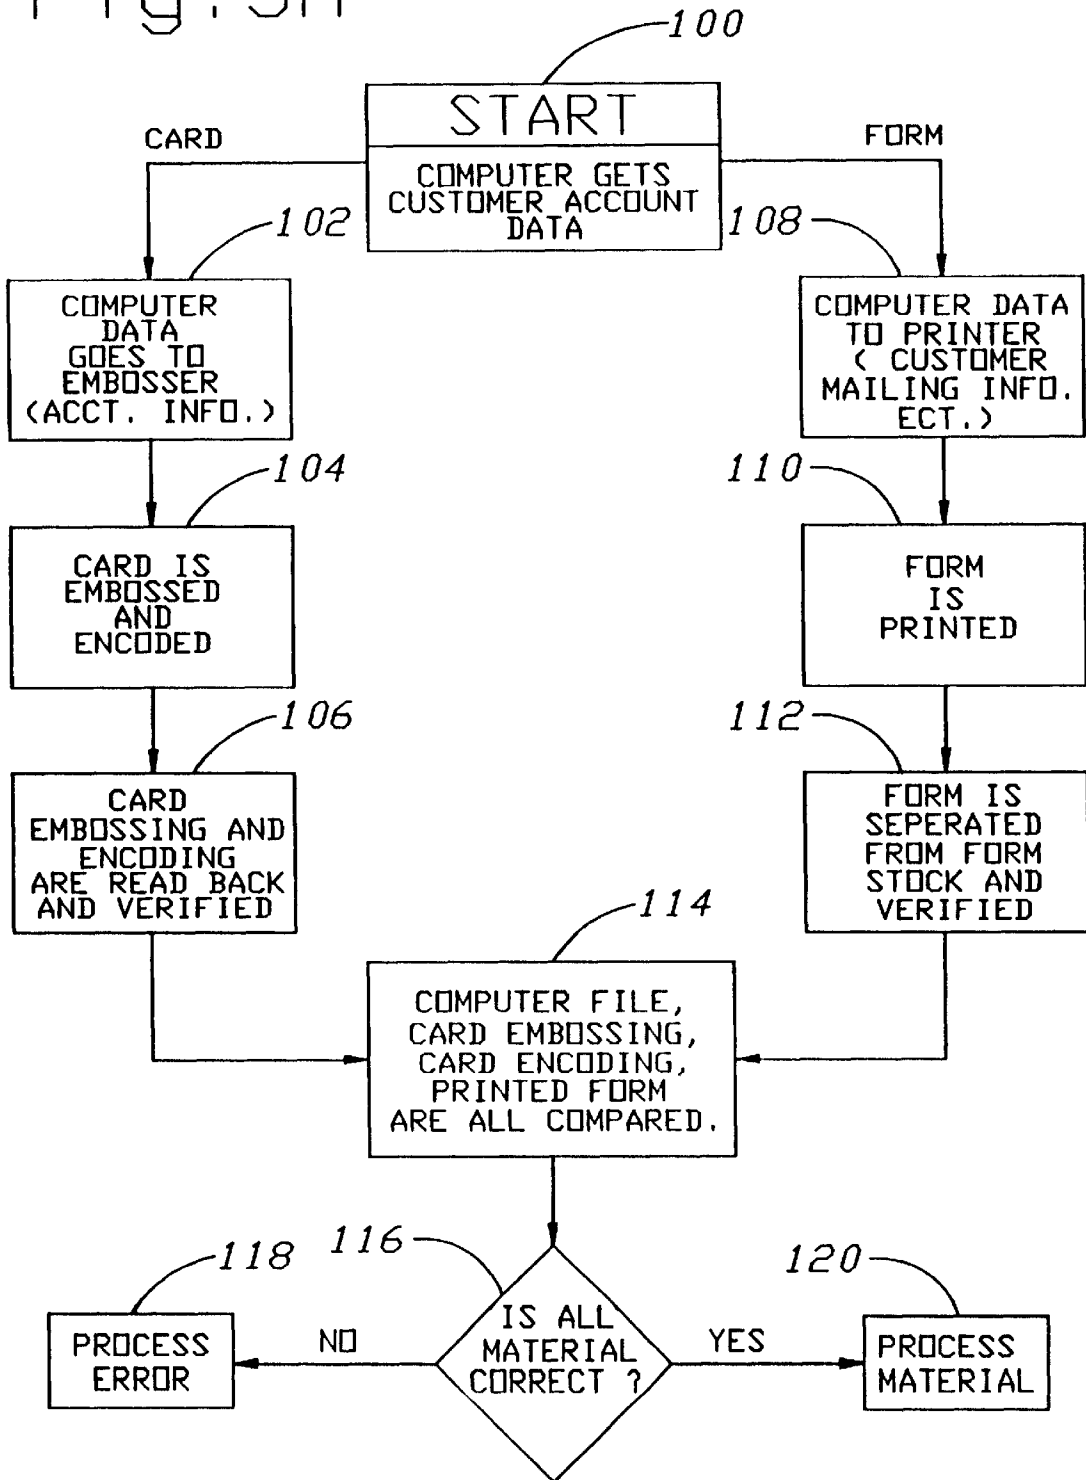 100
START
CARD
FORM
COMPUTER GETS
CUSTOMER ACCOUNT
DATA
102
108
COMPUTER
DATA
GOES TO
EMBOSSER
(ACCT. INFO.)
COMPUTER DATA
TO PRINTER
( CUSTOMER
MAILING INFO.
ECT.)
104
110
CARD IS
EMBOSSED
AND
ENCODED
FORM
IS
PRINTED
106
112
CARD
EMBOSSING AND
ENCODING
ARE READ BACK
AND VERIFIED
FORM IS
SEPERATED
FROM FORM
STOCK AND
VERIFIED
114
COMPUTER FILE,
CARD EMBOSSING,
CARD ENCODING,
PRINTED FORM
ARE ALL COMPARED.
116
118
120
IS ALL
MATERIAL
CORRECT ?
NO
YES
PROCESS
ERROR
PROCESS
MATERIAL